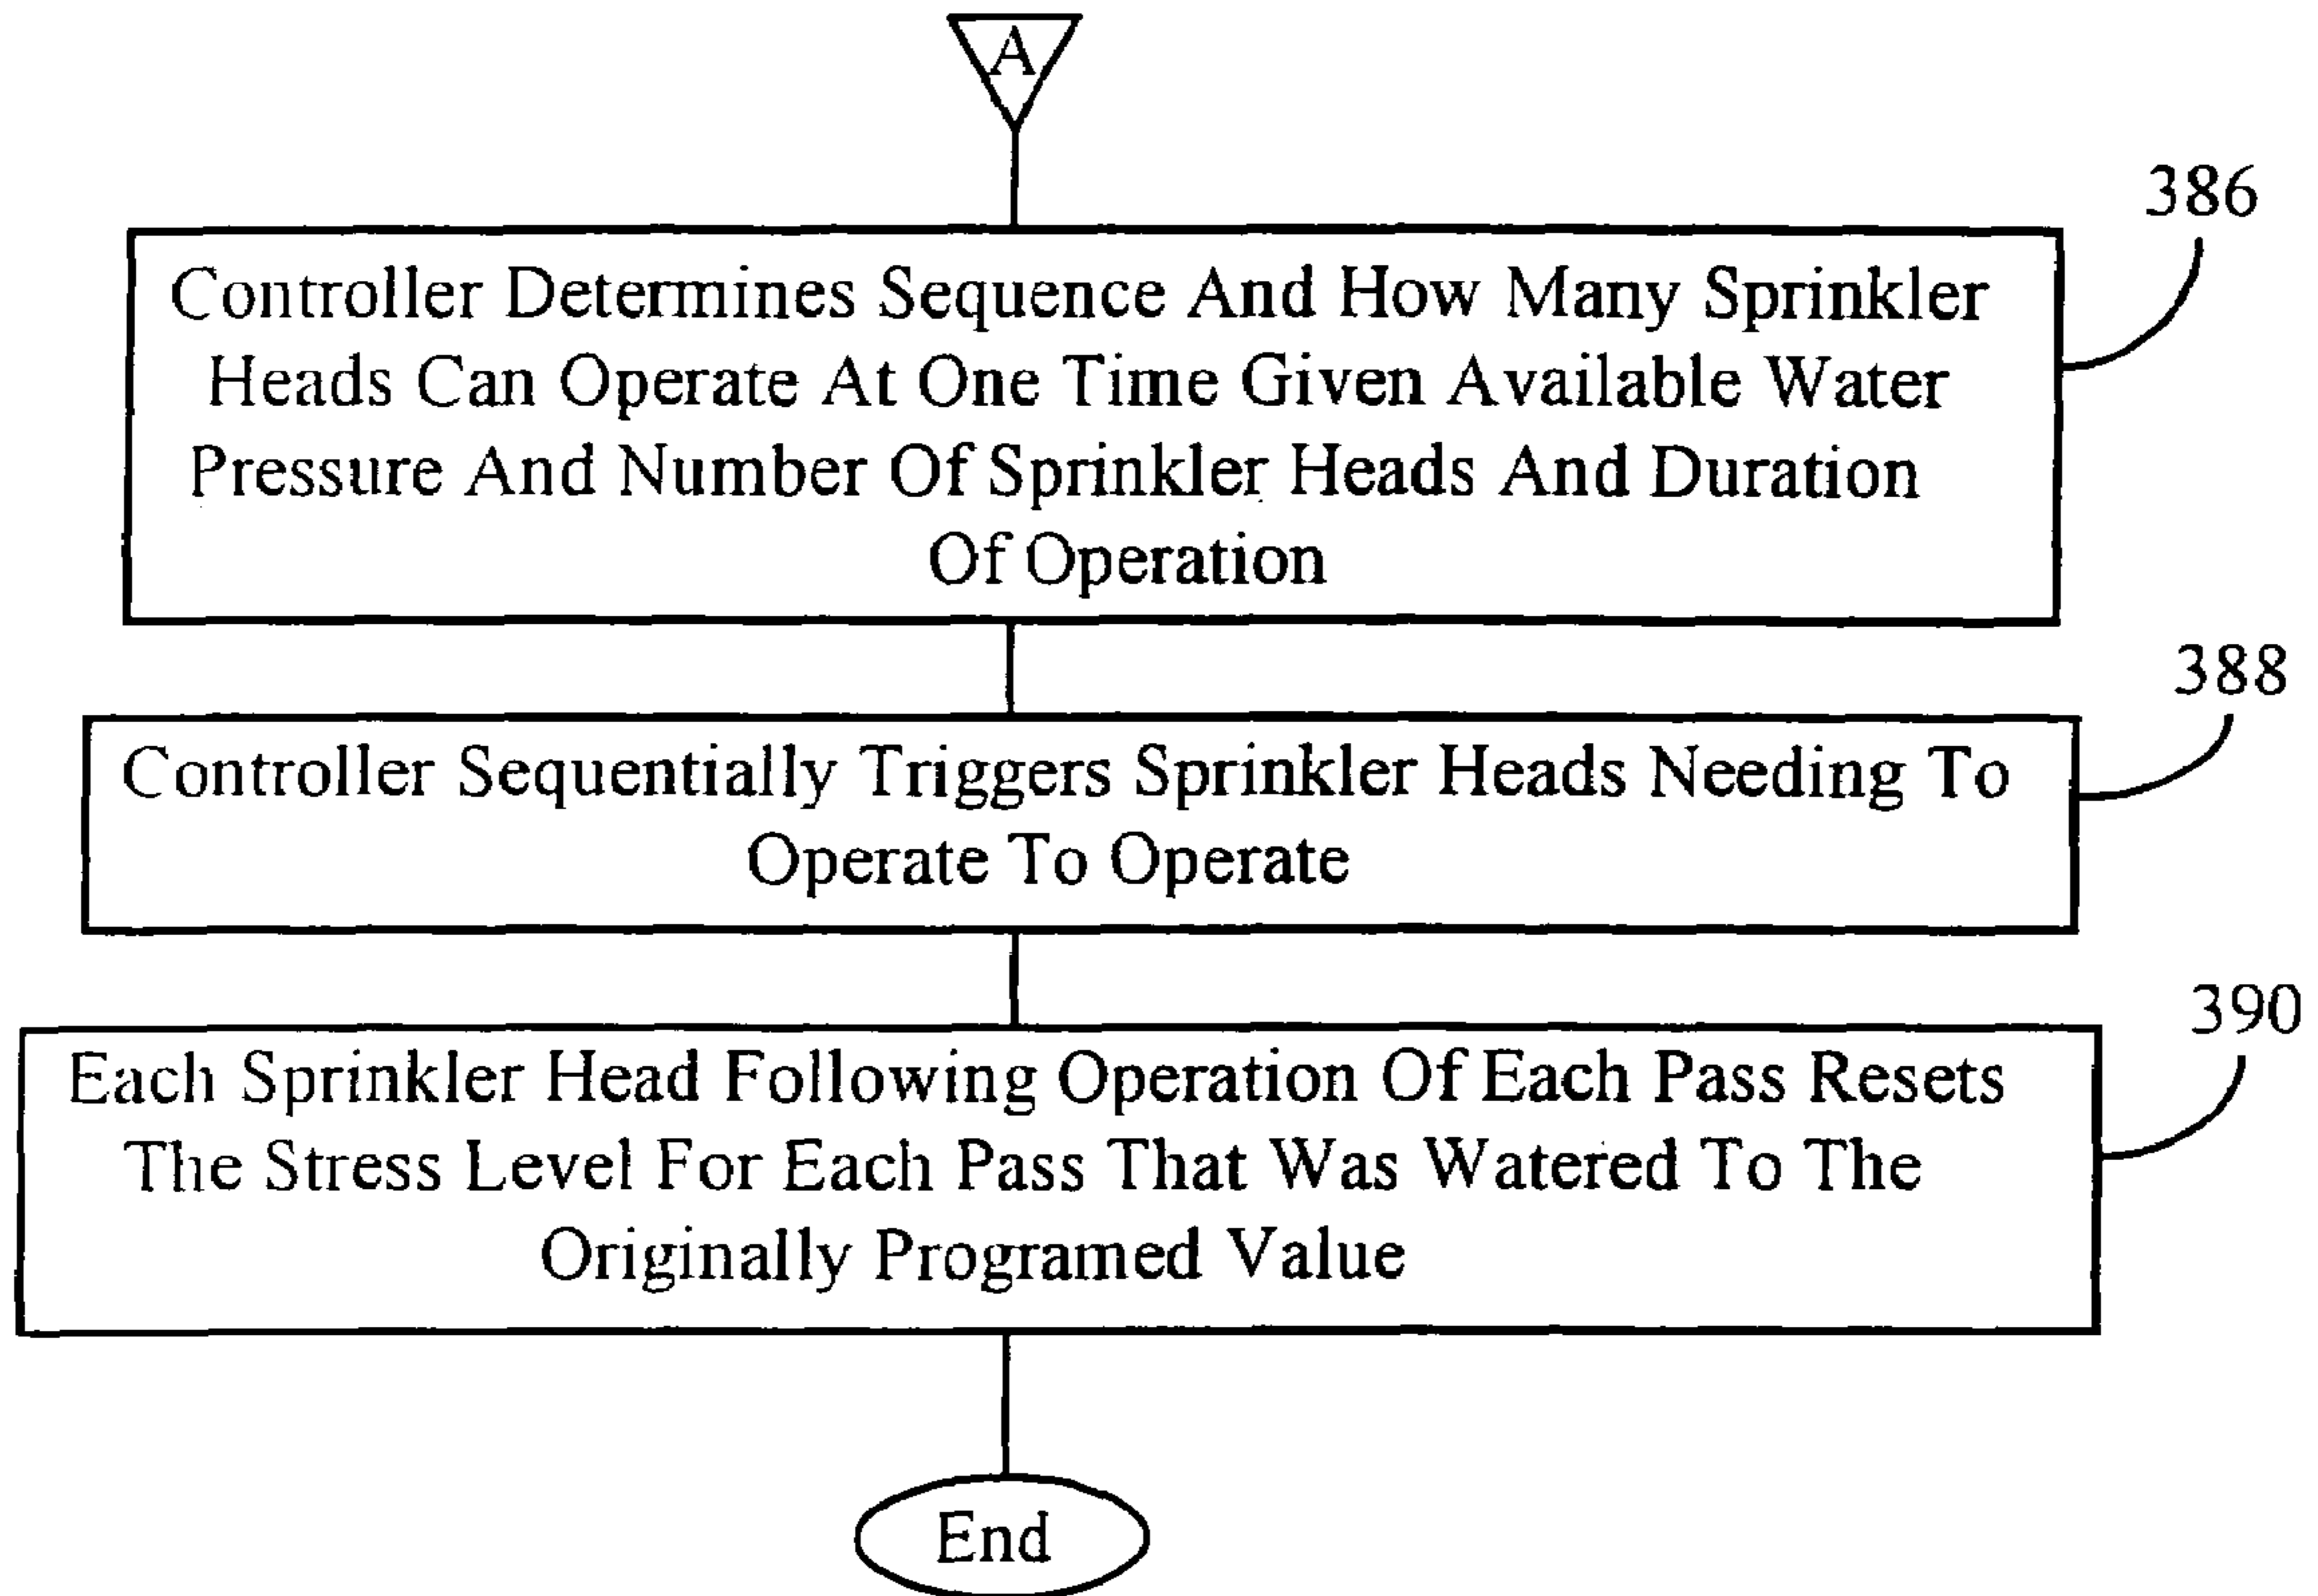 A
386
Controller Determines Sequence And How Many Sprinkler
Heads Can Operate At One Time Given Available Water
Pressure And Number Of Sprinkler Heads And Duration
Of Operation
388
Controller Sequentially Triggers Sprinkler Heads Needing To
Operate To Operate
390
Each Sprinkler Head Following Operation Of Each Pass Resets
The Stress Level For Each Pass That Was Watered To The
Originally Programed Value
End